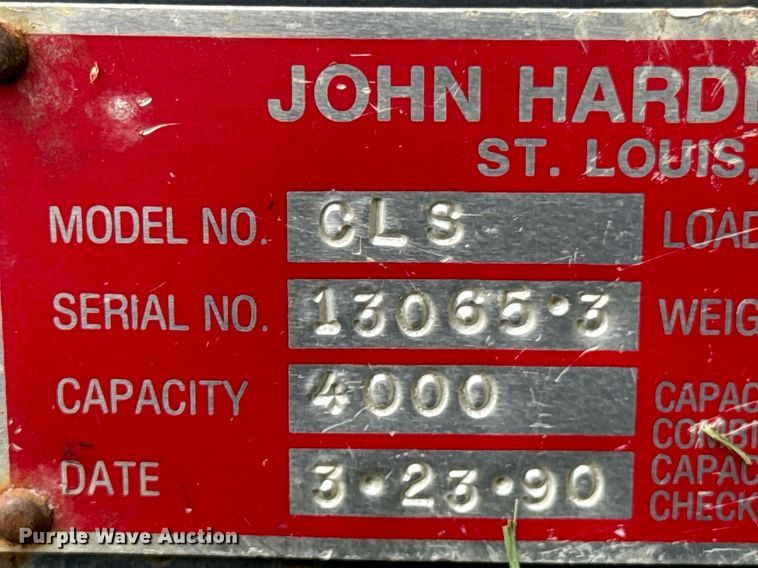 JOHN HARD
ST. LOUIS,
MODEL NO. CLS LOAD
SERIAL NO. 13065·3 WEIG
CAPACITY 4000 CAPAC
COMBI
DATE 3·23·90 CAPAC
CHECK
Purple Wave Auction